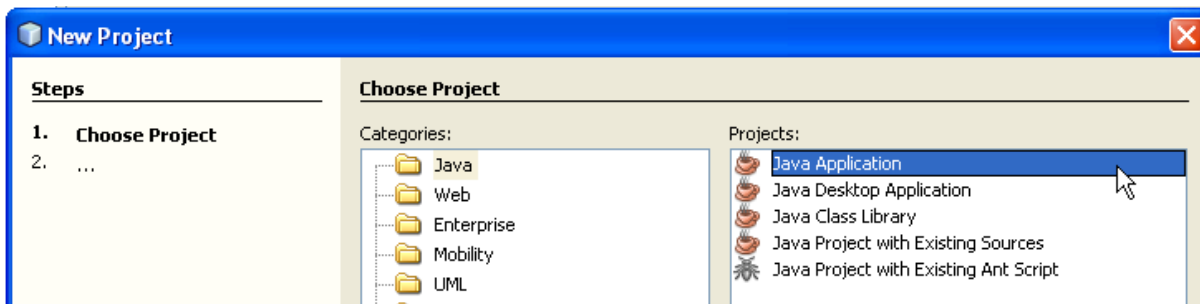 New Project
Steps
1. Choose Project
2. ...
Choose Project
Categories:
Java
Web
Enterprise
Mobility
UML
Projects:
Java Application
Java Desktop Application
Java Class Library
Java Project with Existing Sources
Java Project with Existing Ant Script